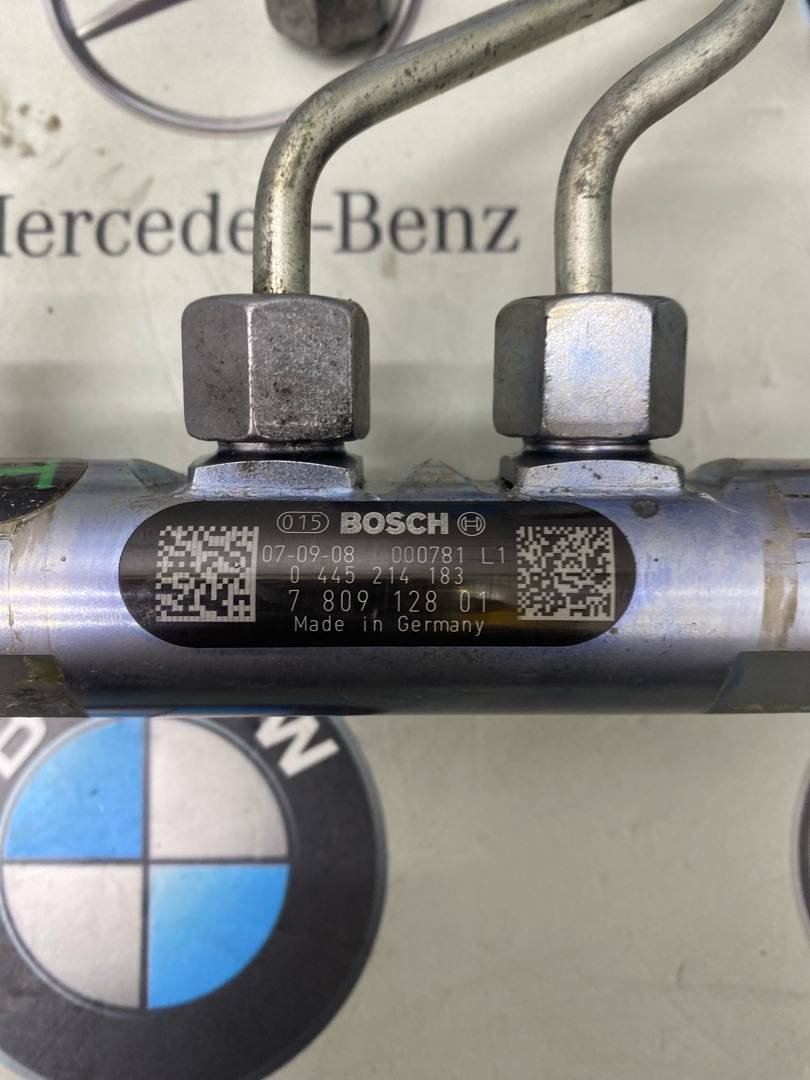 Mercedes-Benz
015 BOSCH
07-09-08 000781 L1
0 445 214 183
7 809 128 01
Made in Germany
W